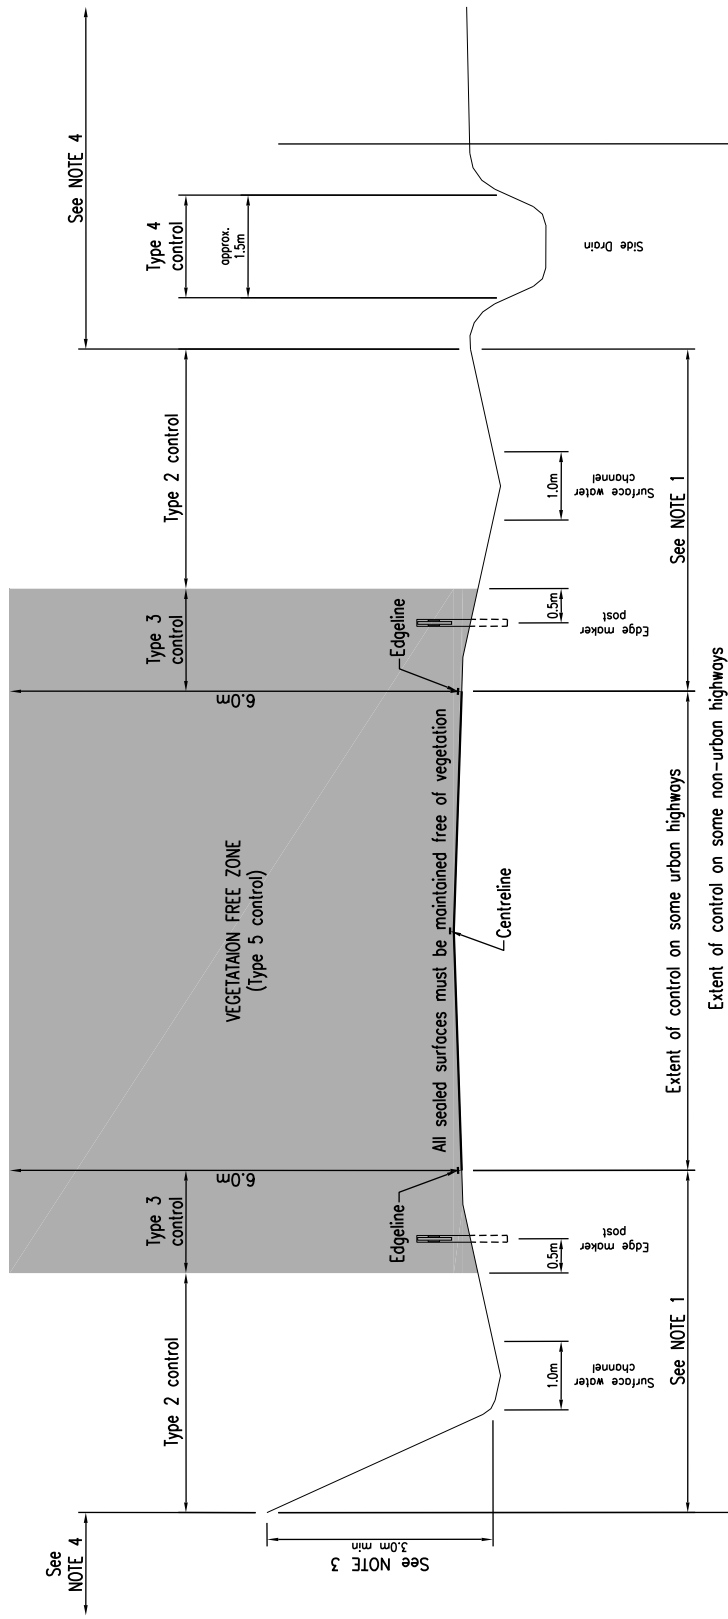 See
NOTE 4
See NOTE 4
Type 2 control
Type 3
control
Type 3
control
Type 2 control
Type 4
control
approx.
1.5m
VEGETATAION FREE ZONE
(Type 5 control)
6.0m
6.0m
See NOTE 3
3.0m min
All sealed surfaces must be maintained free of vegetation
Edgeline
Edgeline
Centreline
1.0m
Surface water
channel
0.5m
Edge maker
post
0.5m
Edge maker
post
1.0m
Surface water
channel
Side Drain
See NOTE 1
Extent of control on some urban highways
See NOTE 1
Extent of control on some non-urban highways